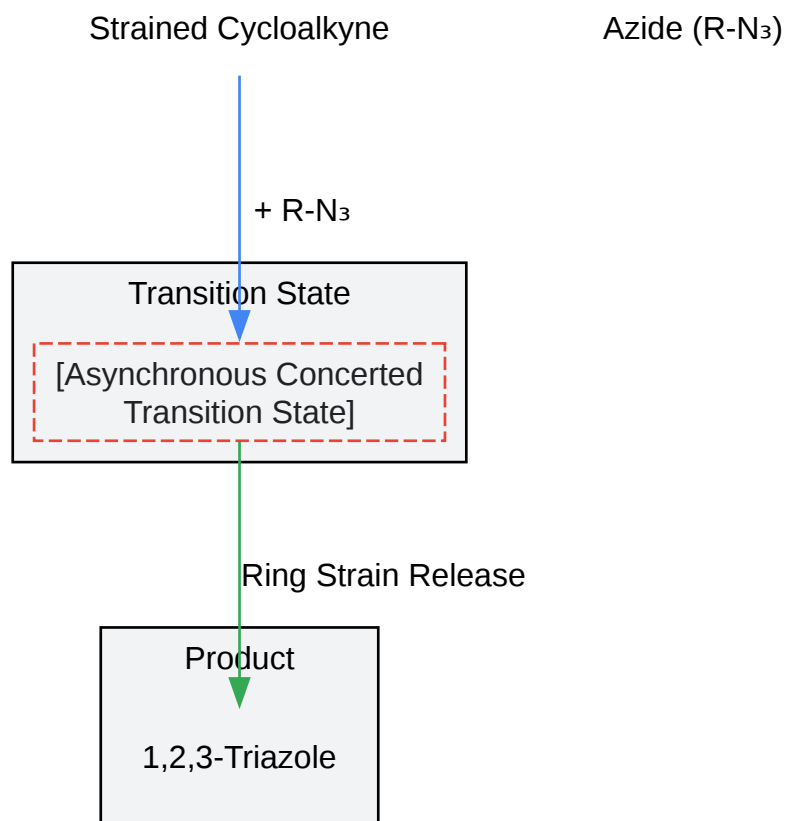 Strained Cycloalkyne
Azide (R-N₃)
+ R-N₃
Transition State
[Asynchronous Concerted
Transition State]
Ring Strain Release
Product
1,2,3-Triazole